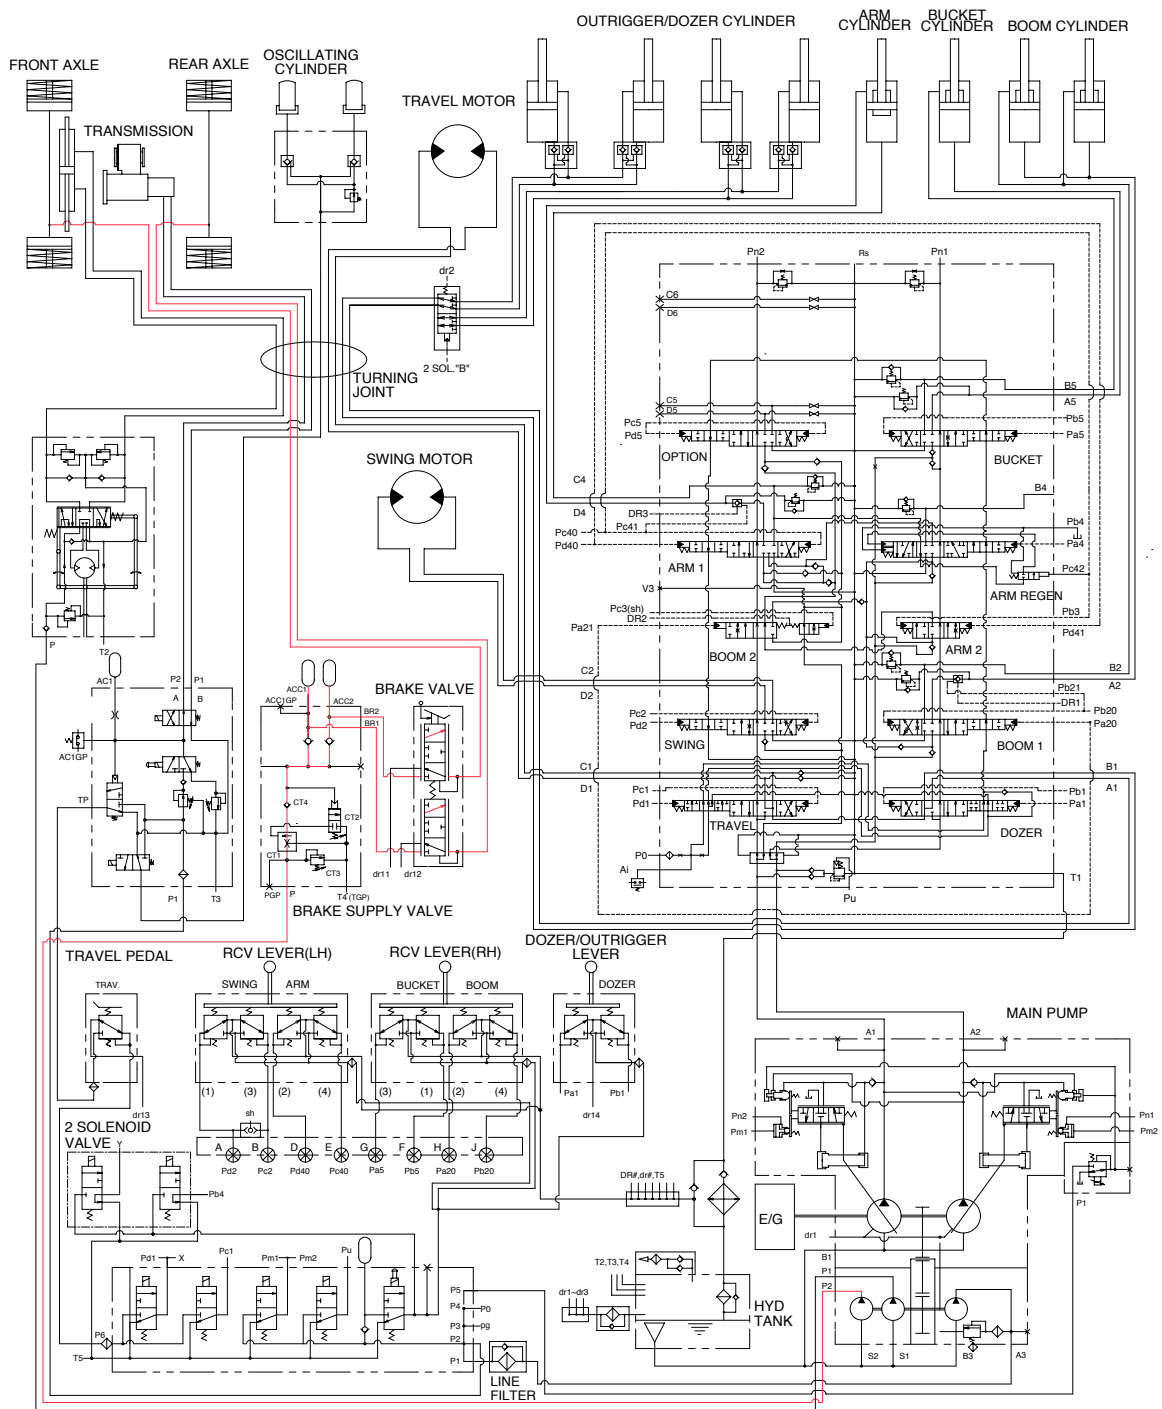 OUTRIGGER/DOZER CYLINDER
ARM
CYLINDER
BUCKET
CYLINDER
BOOM CYLINDER
FRONT AXLE
REAR AXLE
OSCILLATING
CYLINDER
TRAVEL MOTOR
TRANSMISSION
dr2
2 SOL."B"
TURNING
JOINT
Pn2
Rs
Pn1
C6
D6
B5
A5
C5
D5
Pc5
Pd5
Pb5
Pa5
OPTION
BUCKET
SWING MOTOR
C4
D4
DR3
Pc41
Pc40
Pd40
B4
Pb4
Pa4
Pc42
ARM 1
ARM REGEN
V3
Pc3(sh)
DR2
Pa21
Pb3
Pd41
BOOM 2
ARM 2
C2
D2
B2
A2
Pb21
DR1
Pc2
Pd2
Pb20
Pa20
SWING
BOOM 1
C1
D1
B1
A1
Pc1
Pd1
Pb1
Pa1
TRAVEL
DOZER
P0
Ai
Pu
T1
P
T2
AC1
P2
P1
A
B
AC1GP
TP
P1
T3
ACC1
ACC1GP
ACC2
BR2
BR1
CT4
CT2
CT1
CT3
PGP
P
T4(TGP)
BRAKE VALVE
dr11
dr12
BRAKE SUPPLY VALVE
TRAVEL PEDAL
TRAV.
dr13
RCV LEVER(LH)
SWING
ARM
(1)
(3)
(2)
(4)
RCV LEVER(RH)
BUCKET
BOOM
(3)
(1)
(2)
(4)
DOZER/OUTRIGGER
LEVER
DOZER
Pa1
Pb1
dr14
sh
A
B
D
E
G
F
H
J
Pd2
Pc2
Pd40
Pc40
Pa5
Pb5
Pa20
Pb20
2 SOLENOID
VALVE
Y
Pb4
Pd1
X
Pc1
Pm1
Pm2
Pu
P6
T5
P5
P4
P0
P3
pg
P2
P1
LINE
FILTER
DR#,dr#,T5
T2,T3,T4
dr1~dr3
HYD
TANK
MAIN PUMP
A1
A2
Pn2
Pm1
Pn1
Pm2
P1
E/G
dr1
B1
P1
P2
S2
S1
B3
A3